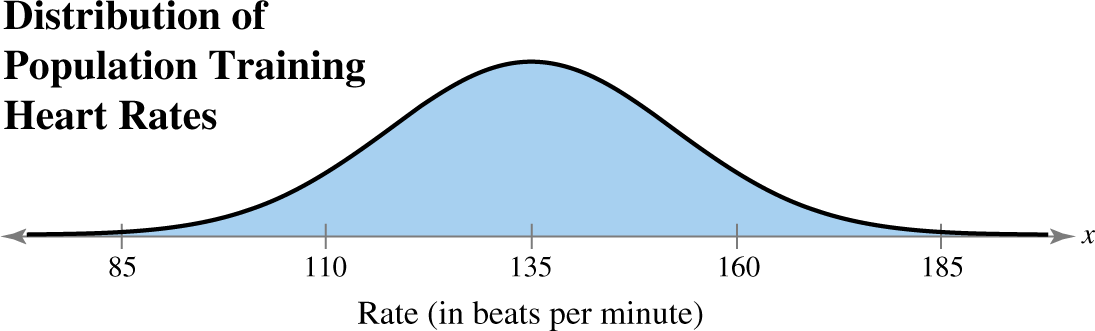 Distribution of
Population Training
Heart Rates
x
85 110 135 160 185
Rate (in beats per minute)